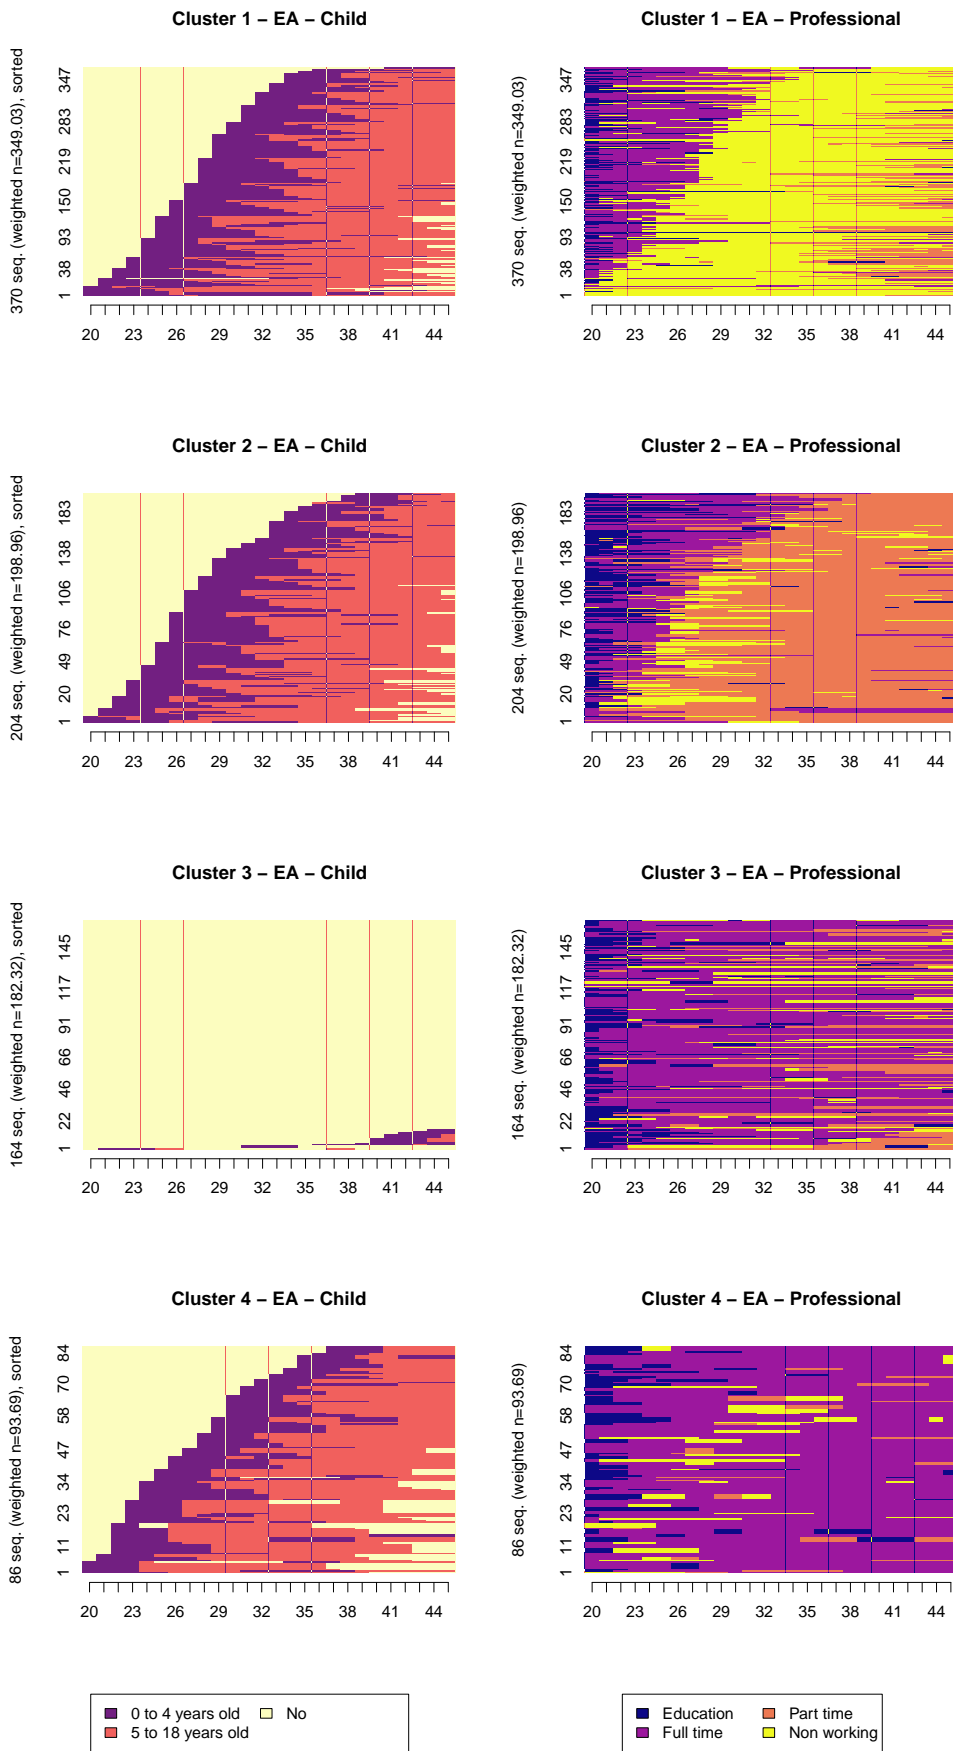 Cluster 1 – EA – Child
370 seq. (weighted n=349.03), sorted
347
283
219
150
93
38
1
20 23 26 29 32 35 38 41 44
Cluster 1 – EA – Professional
370 seq. (weighted n=349.03)
347
283
219
150
93
38
1
20 23 26 29 32 35 38 41 44
Cluster 2 – EA – Child
204 seq. (weighted n=198.96), sorted
183
138
106
76
49
20
1
20 23 26 29 32 35 38 41 44
Cluster 2 – EA – Professional
204 seq. (weighted n=198.96)
183
138
106
76
49
20
1
20 23 26 29 32 35 38 41 44
Cluster 3 – EA – Child
164 seq. (weighted n=182.32), sorted
145
117
91
66
46
22
1
20 23 26 29 32 35 38 41 44
Cluster 3 – EA – Professional
164 seq. (weighted n=182.32)
145
117
91
66
46
22
1
20 23 26 29 32 35 38 41 44
Cluster 4 – EA – Child
86 seq. (weighted n=93.69), sorted
84
70
58
47
34
23
11
1
20 23 26 29 32 35 38 41 44
Cluster 4 – EA – Professional
86 seq. (weighted n=93.69)
84
70
58
47
34
23
11
1
20 23 26 29 32 35 38 41 44
0 to 4 years old No
5 to 18 years old
Education Part time
Full time Non working